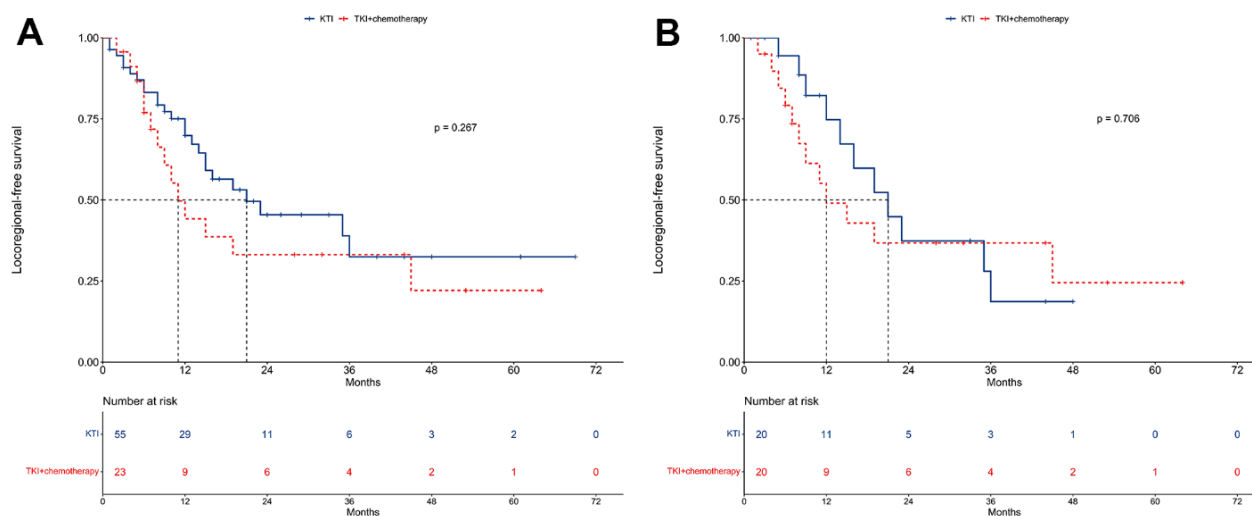 A
KTI TKI+chemotherapy
Locoregional-free survival
1.00
0.75
0.50
0.25
0.00
p = 0.267
0 12 24 36 48 60 72
Months
Number at risk
KTI 55 29 11 6 3 2 0
TKI+chemotherapy 23 9 6 4 2 1 0
0 12 24 36 48 60 72
Months
B
KTI TKI+chemotherapy
Locoregional-free survival
1.00
0.75
0.50
0.25
0.00
p = 0.706
0 12 24 36 48 60 72
Months
Number at risk
KTI 20 11 5 3 1 0 0
TKI+chemotherapy 20 9 6 4 2 1 0
0 12 24 36 48 60 72
Months